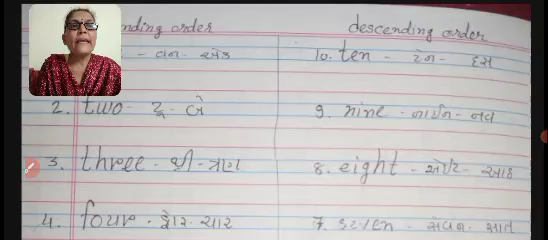 nding order
descending order
- વન - એક
10. ten - ટેન - દસ
2. two - ટૂ - બે
9. nine - નાઈન - નવ
3. three - થ્રી - ત્રણ
8. eight - એઈટ - આઠ
4. four - ફોર - ચાર
7. - સેવન - સાત